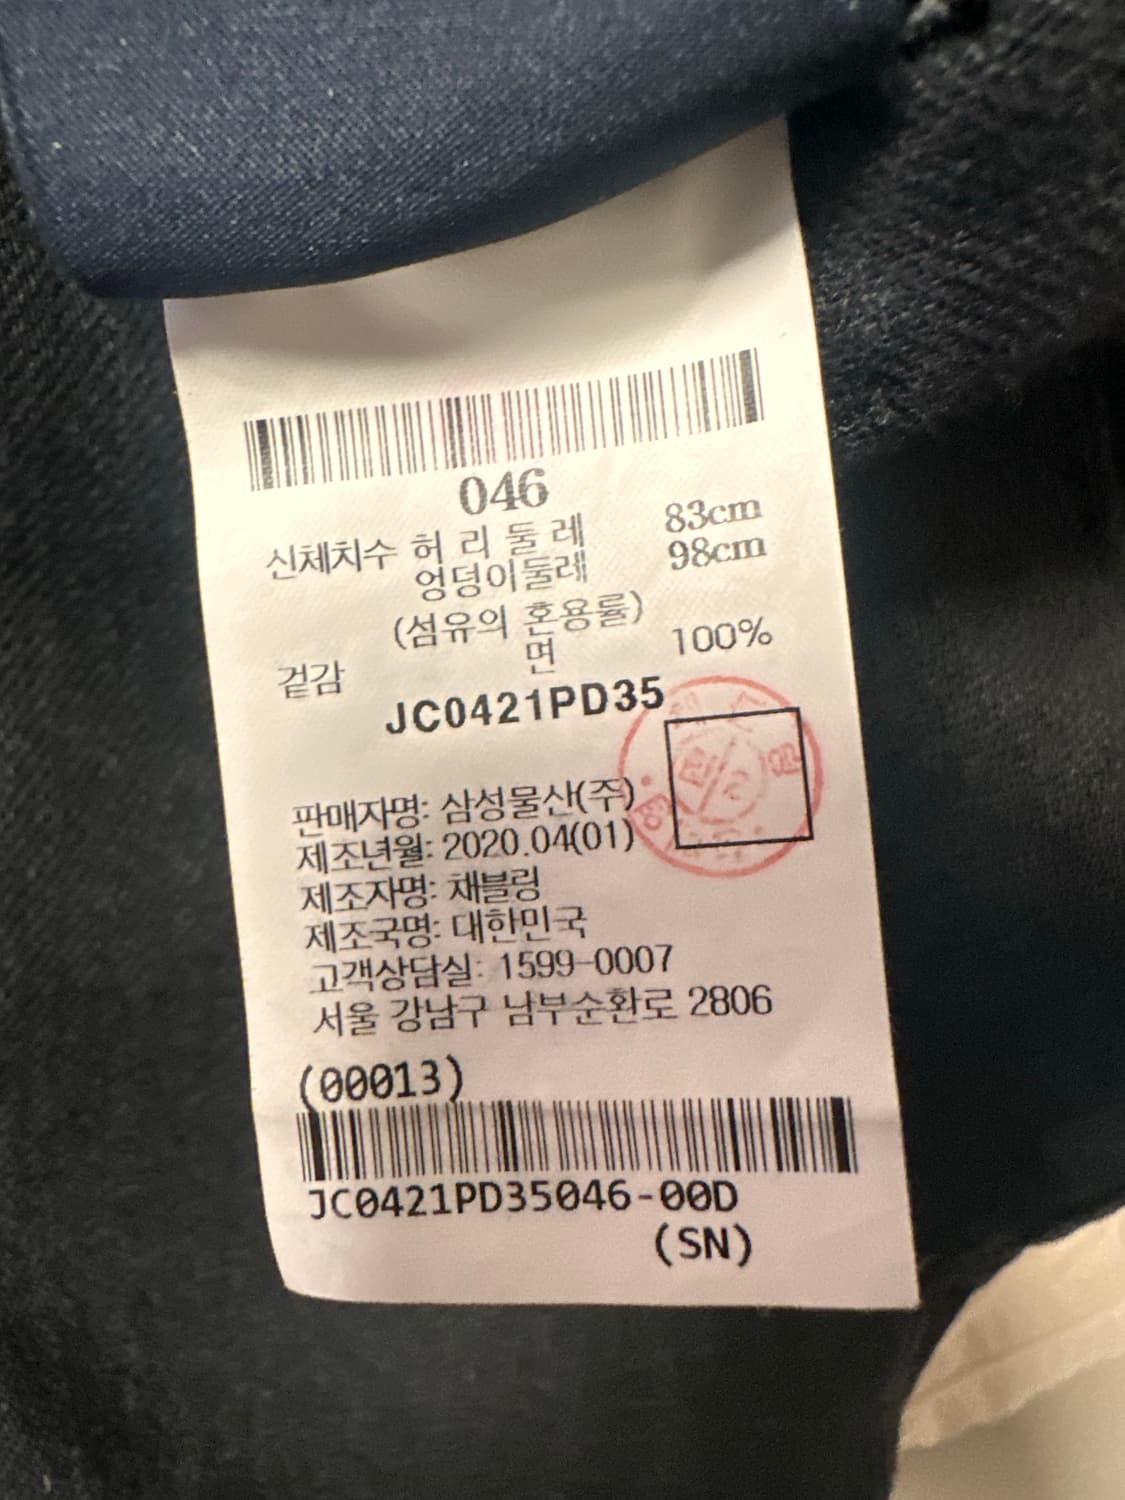 046
신체치수 허 리 둘 레 83cm
엉덩이둘레 98cm
(섬유의 혼용률)
겉감 면 100%
JC0421PD35
판매자명: 삼성물산(주)
제조년월: 2020.04(01)
제조자명: 채블링
제조국명: 대한민국
고객상담실: 1599-0007
서울 강남구 남부순환로 2806
(00013)
JC0421PD35046-00D
(SN)